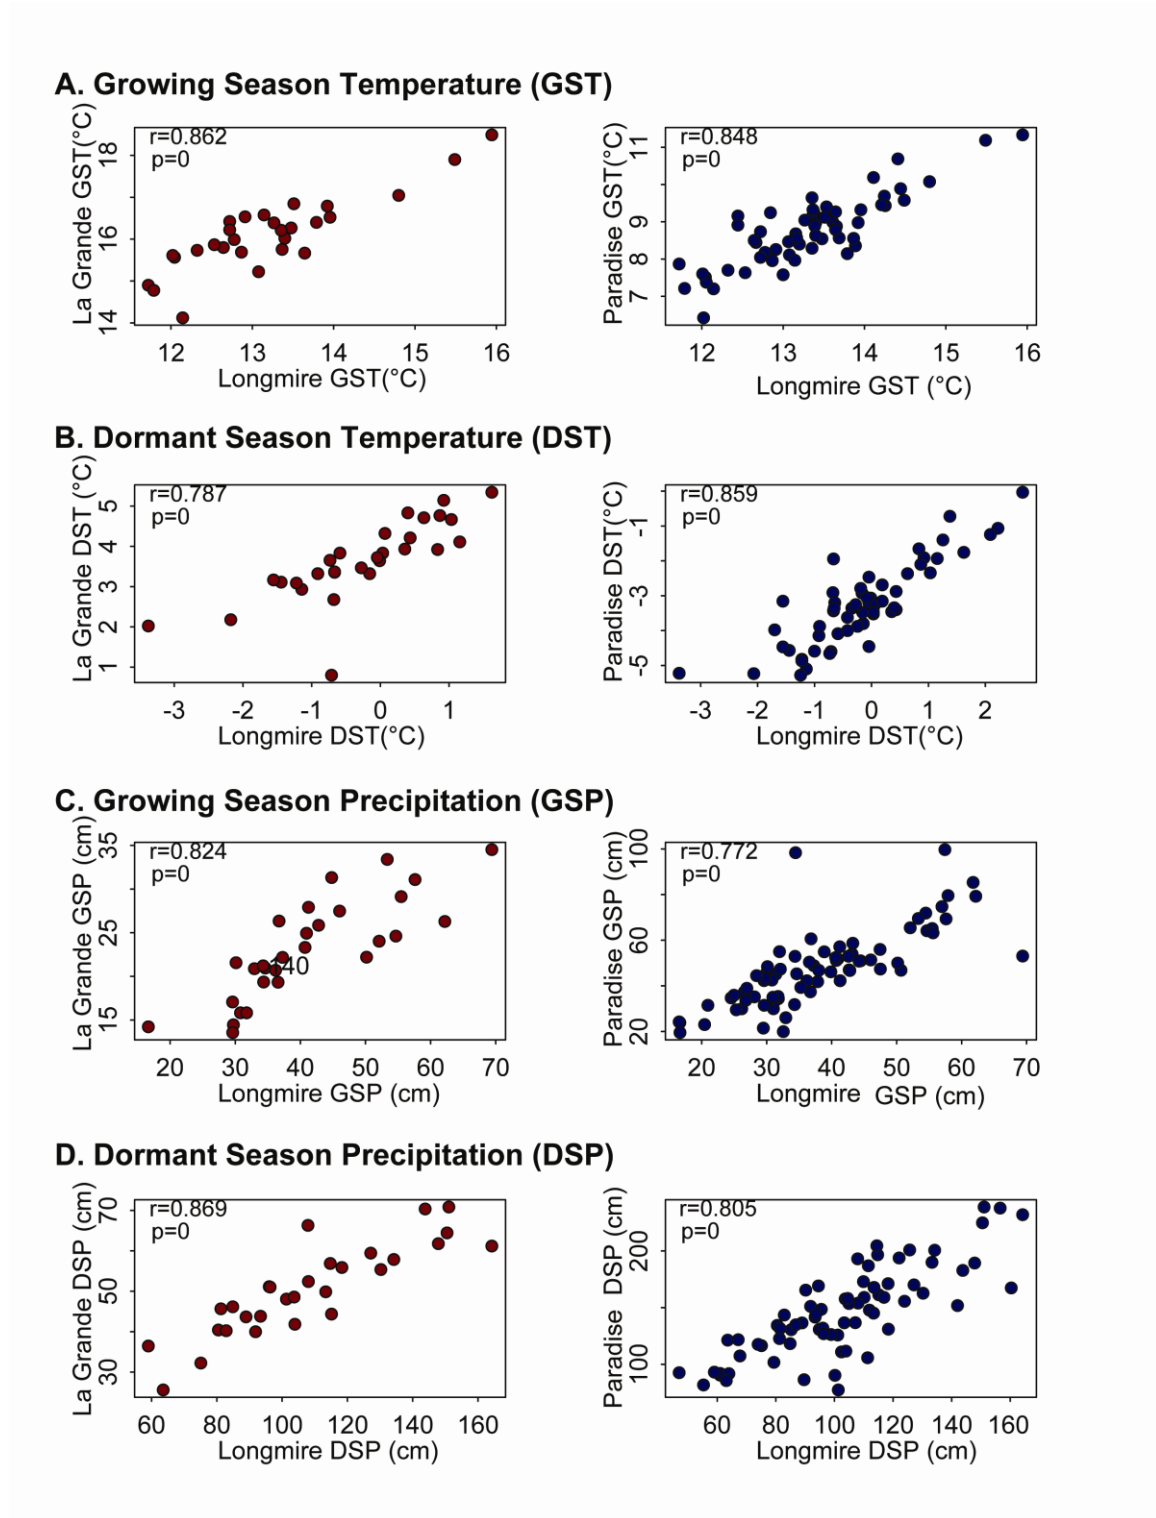 A. Growing Season Temperature (GST)
La Grande GST(°C)
14 16 18
r=0.862
p=0
12 13 14 15 16
Longmire GST(°C)
Paradise GST(°C)
7 8 9 11
r=0.848
p=0
12 13 14 15 16
Longmire GST (°C)
B. Dormant Season Temperature (DST)
La Grande DST (°C)
1 2 3 4 5
r=0.787
p=0
-3 -2 -1 0 1
Longmire DST(°C)
Paradise DST(°C)
-5 -3 -1
r=0.859
p=0
-3 -2 -1 0 1 2
Longmire DST(°C)
C. Growing Season Precipitation (GSP)
La Grande GSP (cm)
15 25 35
r=0.824
p=0
140
20 30 40 50 60 70
Longmire GSP (cm)
Paradise GSP (cm)
20 60 100
r=0.772
p=0
20 30 40 50 60 70
Longmire GSP (cm)
D. Dormant Season Precipitation (DSP)
La Grande DSP (cm)
30 50 70
r=0.869
p=0
60 80 100 120 140 160
Longmire DSP (cm)
Paradise DSP (cm)
100 200
r=0.805
p=0
60 80 100 120 140 160
Longmire DSP (cm)